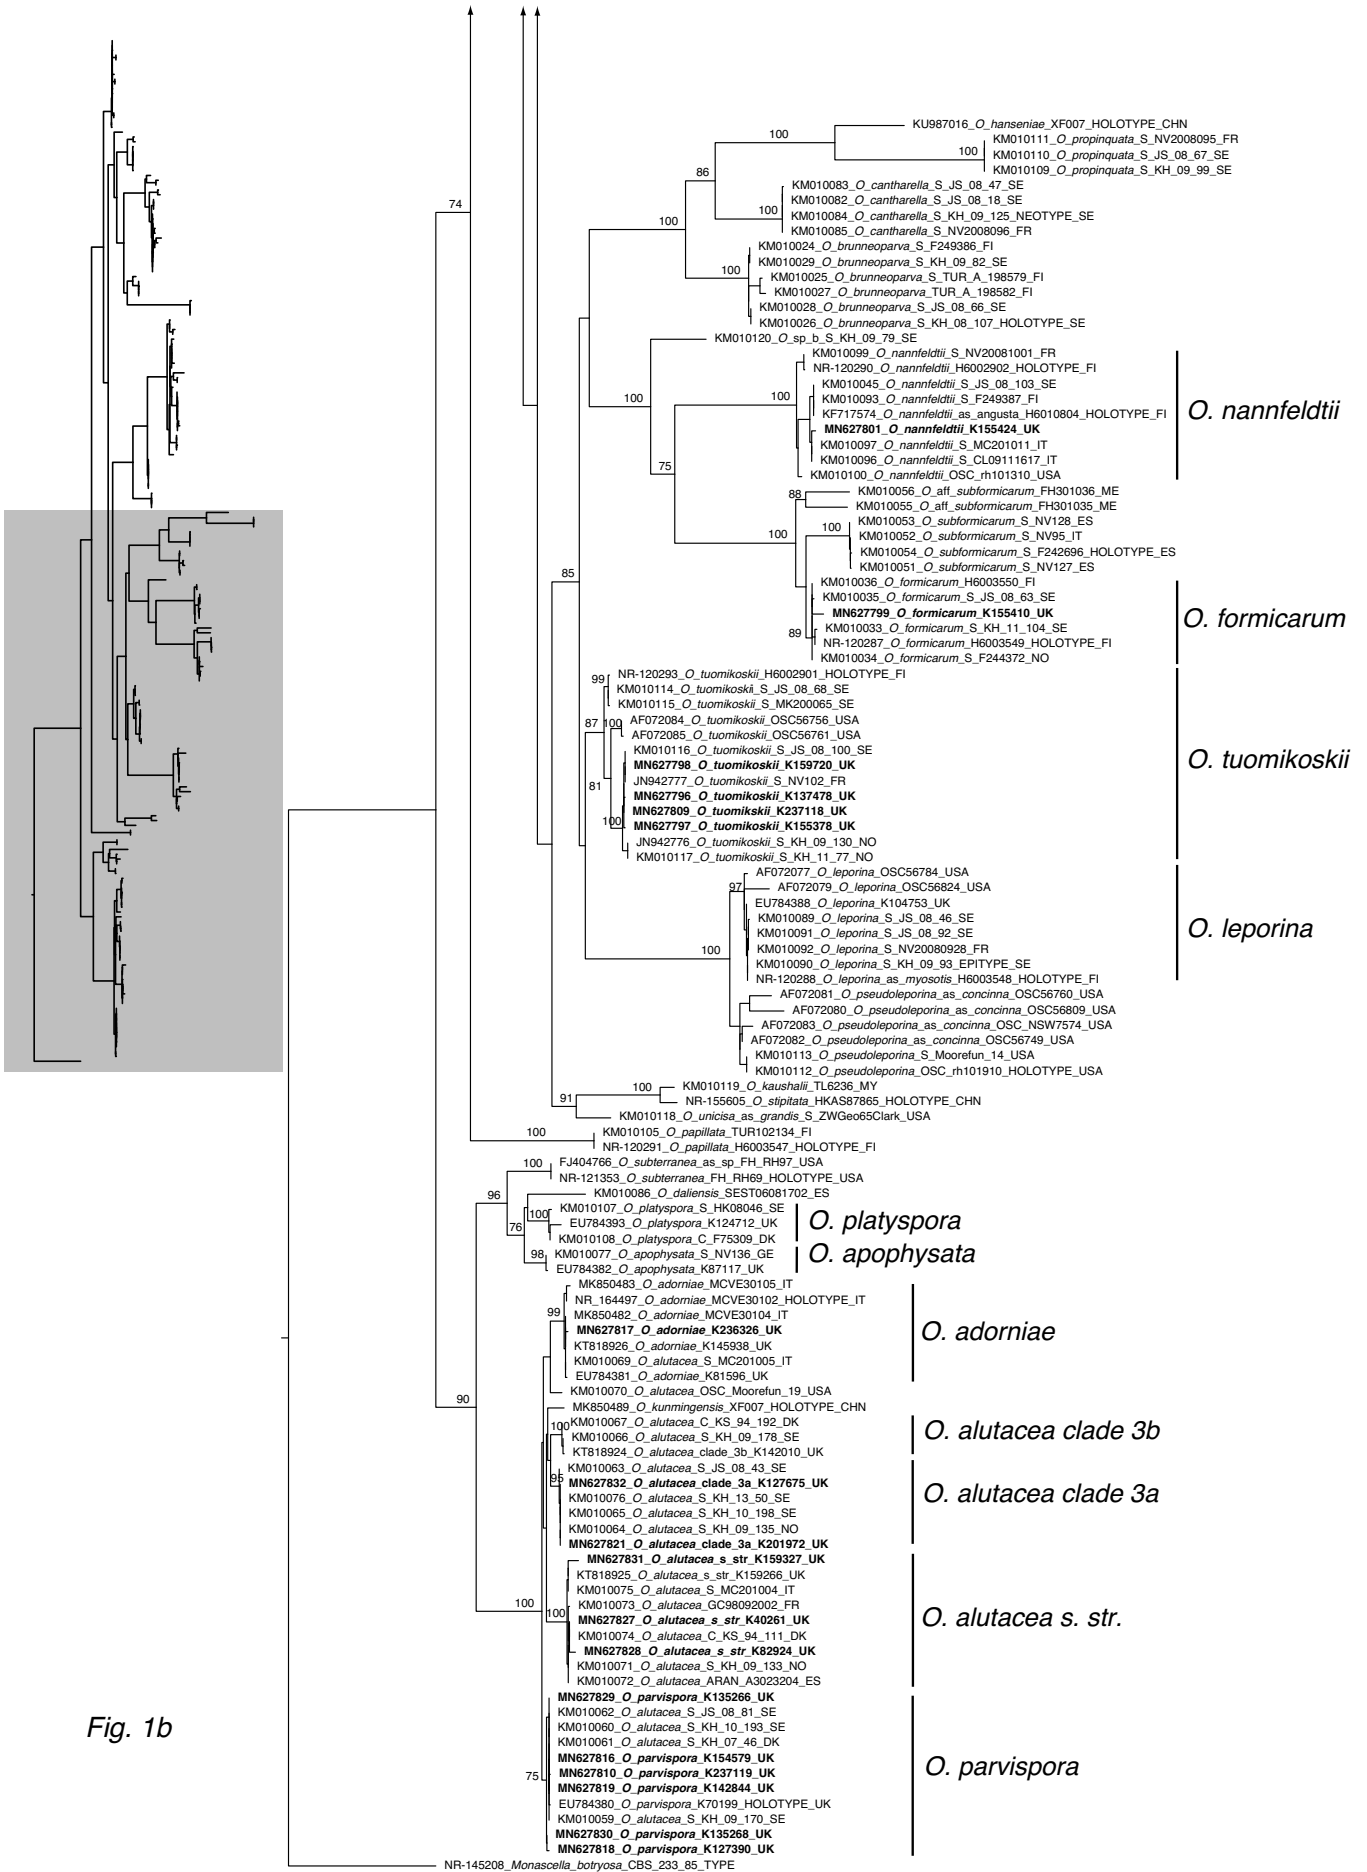 100
KU987016_O_hanseniae_XF007_HOLOTYPE_CHN
KM010111_O_propinquata_S_NV2008095_FR
100
KM010110_O_propinquata_S_JS_08_67_SE
KM010109_O_propinquata_S_KH_09_99_SE
86
KM010083_O_cantharella_S_JS_08_47_SE
KM010082_O_cantharella_S_JS_08_18_SE
100
KM010084_O_cantharella_S_KH_09_125_NEOTYPE_SE
KM010085_O_cantharella_S_NV2008096_FR
74
100
KM010024_O_brunneoparva_S_F249386_FI
KM010029_O_brunneoparva_S_KH_09_82_SE
100
KM010025_O_brunneoparva_S_TUR_A_198579_FI
KM010027_O_brunneoparva_TUR_A_198582_FI
KM010028_O_brunneoparva_S_JS_08_66_SE
KM010026_O_brunneoparva_S_KH_08_107_HOLOTYPE_SE
KM010120_O_sp_b_S_KH_09_79_SE
KM010099_O_nannfeldtii_S_NV20081001_FR
NR-120290_O_nannfeldtii_H6002902_HOLOTYPE_FI
KM010045_O_nannfeldtii_S_JS_08_103_SE
100
100
KM010093_O_nannfeldtii_S_F249387_FI
KF717574_O_nannfeldtii_as_angusta_H6010804_HOLOTYPE_FI
O. nannfeldtii
MN627801_O_nannfeldtii_K155424_UK
KM010097_O_nannfeldtii_S_MC201011_IT
KM010096_O_nannfeldtii_S_CL09111617_IT
75
KM010100_O_nannfeldtii_OSC_rh101310_USA
88
KM010056_O_aff_subformicarum_FH301036_ME
KM010055_O_aff_subformicarum_FH301035_ME
100
KM010053_O_subformicarum_S_NV128_ES
100
KM010052_O_subformicarum_S_NV95_IT
KM010054_O_subformicarum_S_F242696_HOLOTYPE_ES
KM010051_O_subformicarum_S_NV127_ES
85
KM010036_O_formicarum_H6003550_FI
KM010035_O_formicarum_S_JS_08_63_SE
MN627799_O_formicarum_K155410_UK
O. formicarum
89
KM010033_O_formicarum_S_KH_11_104_SE
NR-120287_O_formicarum_H6003549_HOLOTYPE_FI
KM010034_O_formicarum_S_F244372_NO
99
NR-120293_O_tuomikoskii_H6002901_HOLOTYPE_FI
KM010114_O_tuomikoskii_S_JS_08_68_SE
KM010115_O_tuomikoskii_S_MK200065_SE
87
100
AF072084_O_tuomikoskii_OSC56756_USA
AF072085_O_tuomikoskii_OSC56761_USA
KM010116_O_tuomikoskii_S_JS_08_100_SE
O. tuomikoskii
MN627798_O_tuomikoskii_K159720_UK
81
JN942777_O_tuomikoskii_S_NV102_FR
MN627796_O_tuomikoskii_K137478_UK
MN627809_O_tuomikskii_K237118_UK
100
MN627797_O_tuomikoskii_K155378_UK
JN942776_O_tuomikoskii_S_KH_09_130_NO
KM010117_O_tuomikoskii_S_KH_11_77_NO
AF072077_O_leporina_OSC56784_USA
97
AF072079_O_leporina_OSC56824_USA
EU784388_O_leporina_K104753_UK
KM010089_O_leporina_S_JS_08_46_SE
O. leporina
KM010091_O_leporina_S_JS_08_92_SE
100
KM010092_O_leporina_S_NV20080928_FR
KM010090_O_leporina_S_KH_09_93_EPITYPE_SE
NR-120288_O_leporina_as_myosotis_H6003548_HOLOTYPE_FI
AF072081_O_pseudoleporina_as_concinna_OSC56760_USA
AF072080_O_pseudoleporina_as_concinna_OSC56809_USA
AF072083_O_pseudoleporina_as_concinna_OSC_NSW7574_USA
AF072082_O_pseudoleporina_as_concinna_OSC56749_USA
KM010113_O_pseudoleporina_S_Moorefun_14_USA
KM010112_O_pseudoleporina_OSC_rh101910_HOLOTYPE_USA
100
KM010119_O_kaushalii_TL6236_MY
91
NR-155605_O_stipitata_HKAS87865_HOLOTYPE_CHN
KM010118_O_unicisa_as_grandis_S_ZWGeo65Clark_USA
100
KM010105_O_papillata_TUR102134_FI
NR-120291_O_papillata_H6003547_HOLOTYPE_FI
100
FJ404766_O_subterranea_as_sp_FH_RH97_USA
NR-121353_O_subterranea_FH_RH69_HOLOTYPE_USA
96
KM010086_O_daliensis_SEST06081702_ES
100
KM010107_O_platyspora_S_HK08046_SE
76
EU784393_O_platyspora_K124712_UK
O. platyspora
KM010108_O_platyspora_C_F75309_DK
98
KM010077_O_apophysata_S_NV136_GE
O. apophysata
EU784382_O_apophysata_K87117_UK
MK850483_O_adorniae_MCVE30105_IT
NR_164497_O_adorniae_MCVE30102_HOLOTYPE_IT
99
MK850482_O_adorniae_MCVE30104_IT
MN627817_O_adorniae_K236326_UK
O. adorniae
KT818926_O_adorniae_K145938_UK
KM010069_O_alutacea_S_MC201005_IT
EU784381_O_adorniae_K81596_UK
90
KM010070_O_alutacea_OSC_Moorefun_19_USA
MK850489_O_kunmingensis_XF007_HOLOTYPE_CHN
100
KM010067_O_alutacea_C_KS_94_192_DK
KM010066_O_alutacea_S_KH_09_178_SE
O. alutacea clade 3b
KT818924_O_alutacea_clade_3b_K142010_UK
KM010063_O_alutacea_S_JS_08_43_SE
95
MN627832_O_alutacea_clade_3a_K127675_UK
KM010076_O_alutacea_S_KH_13_50_SE
O. alutacea clade 3a
KM010065_O_alutacea_S_KH_10_198_SE
KM010064_O_alutacea_S_KH_09_135_NO
MN627821_O_alutacea_clade_3a_K201972_UK
MN627831_O_alutacea_s_str_K159327_UK
KT818925_O_alutacea_s_str_K159266_UK
KM010075_O_alutacea_S_MC201004_IT
100
100
KM010073_O_alutacea_GC98092002_FR
MN627827_O_alutacea_s_str_K40261_UK
O. alutacea s. str.
KM010074_O_alutacea_C_KS_94_111_DK
MN627828_O_alutacea_s_str_K82924_UK
KM010071_O_alutacea_S_KH_09_133_NO
KM010072_O_alutacea_ARAN_A3023204_ES
MN627829_O_parvispora_K135266_UK
KM010062_O_alutacea_S_JS_08_81_SE
Fig. 1b
KM010060_O_alutacea_S_KH_10_193_SE
KM010061_O_alutacea_S_KH_07_46_DK
MN627816_O_parvispora_K154579_UK
O. parvispora
75
MN627810_O_parvispora_K237119_UK
MN627819_O_parvispora_K142844_UK
EU784380_O_parvispora_K70199_HOLOTYPE_UK
KM010059_O_alutacea_S_KH_09_170_SE
MN627830_O_parvispora_K135268_UK
MN627818_O_parvispora_K127390_UK
NR-145208_Monascella_botryosa_CBS_233_85_TYPE